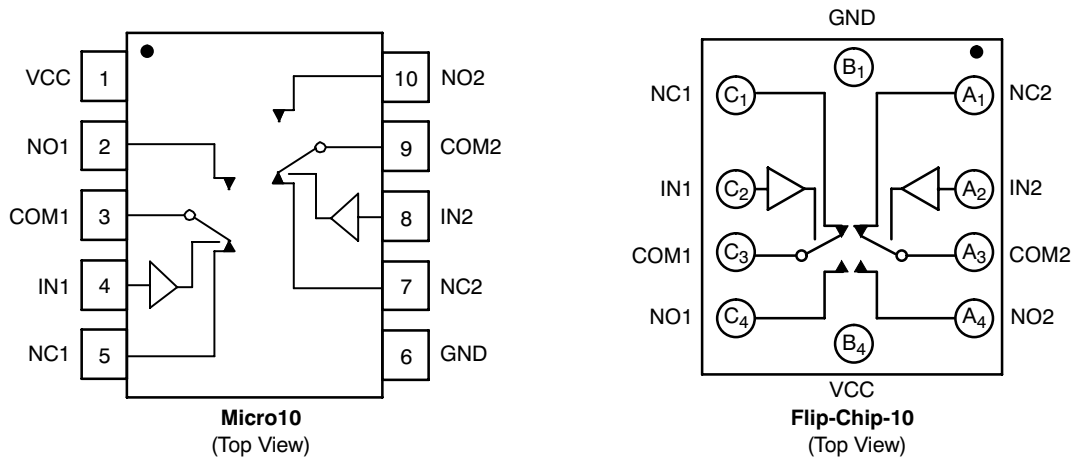 VCC 1 10 NO2
NO1 2 9 COM2
COM1 3 8 IN2
IN1 4 7 NC2
NC1 5 6 GND
Micro10
(Top View)
GND
B1
NC1 C1 A1 NC2
IN1 C2 A2 IN2
COM1 C3 A3 COM2
NO1 C4 A4 NO2
B4
VCC
Flip-Chip-10
(Top View)